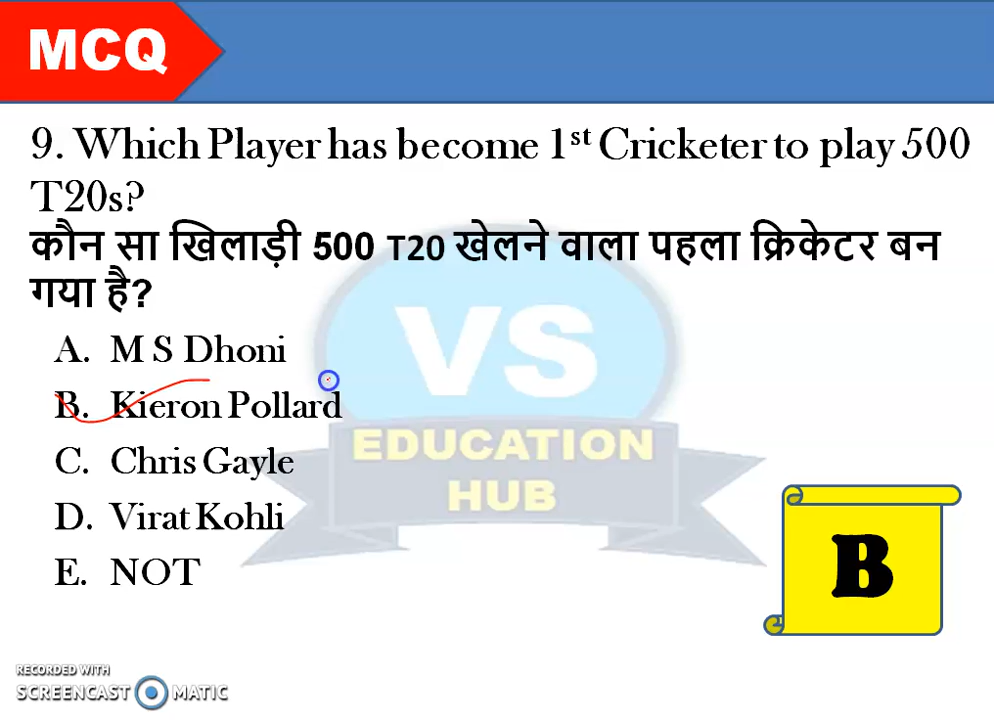 MCQ
9. Which Player has become 1st Cricketer to play 500
T20s?
कौन सा खिलाड़ी 500 T20 खेलने वाला पहला क्रिकेटर बन
गया है?
A. M S Dhoni
B. Kieron Pollard
C. Chris Gayle
D. Virat Kohli
E. NOT
VS
EDUCATION
HUB
B
RECORDED WITH
SCREENCAST MATIC